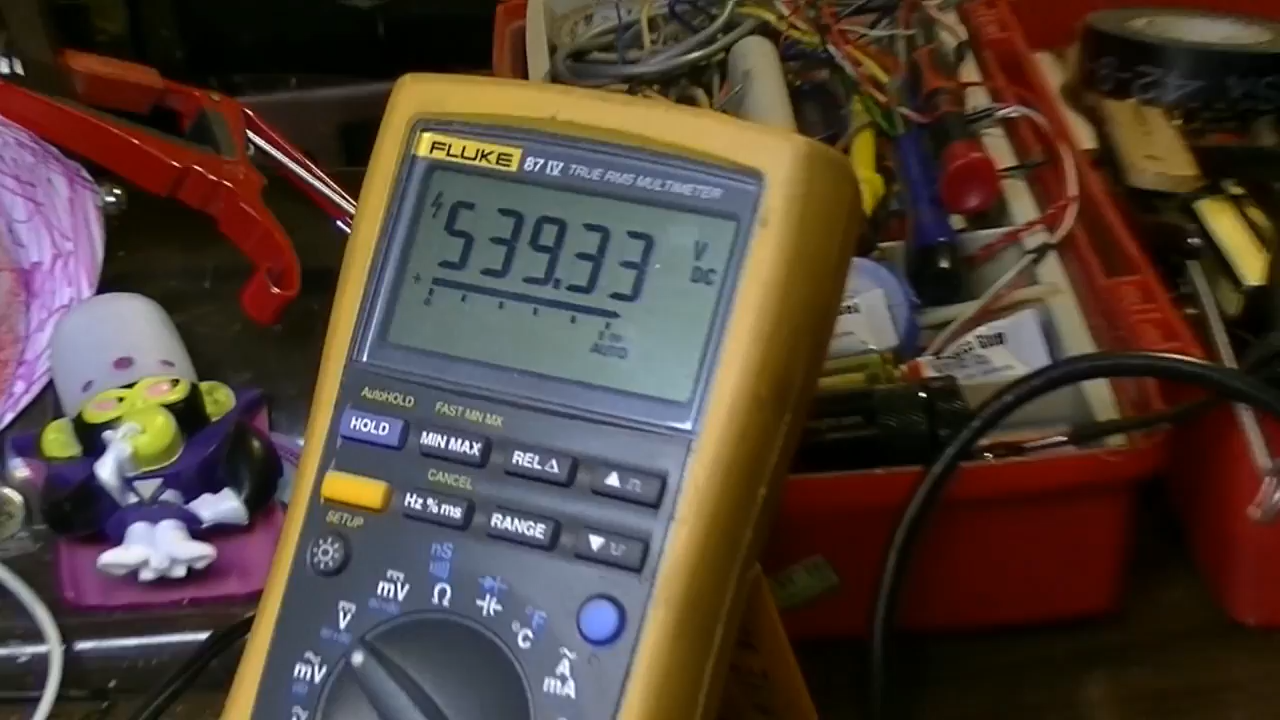 FLUKE 87 IV TRUE RMS MULTIMETER
539.33 V DC
AUTO
AutoHOLD FAST MN MX
HOLD MIN MAX REL Δ
CANCEL
Hz % ms RANGE
SETUP
nS
mV Ω °F
V °C
mV A
mA